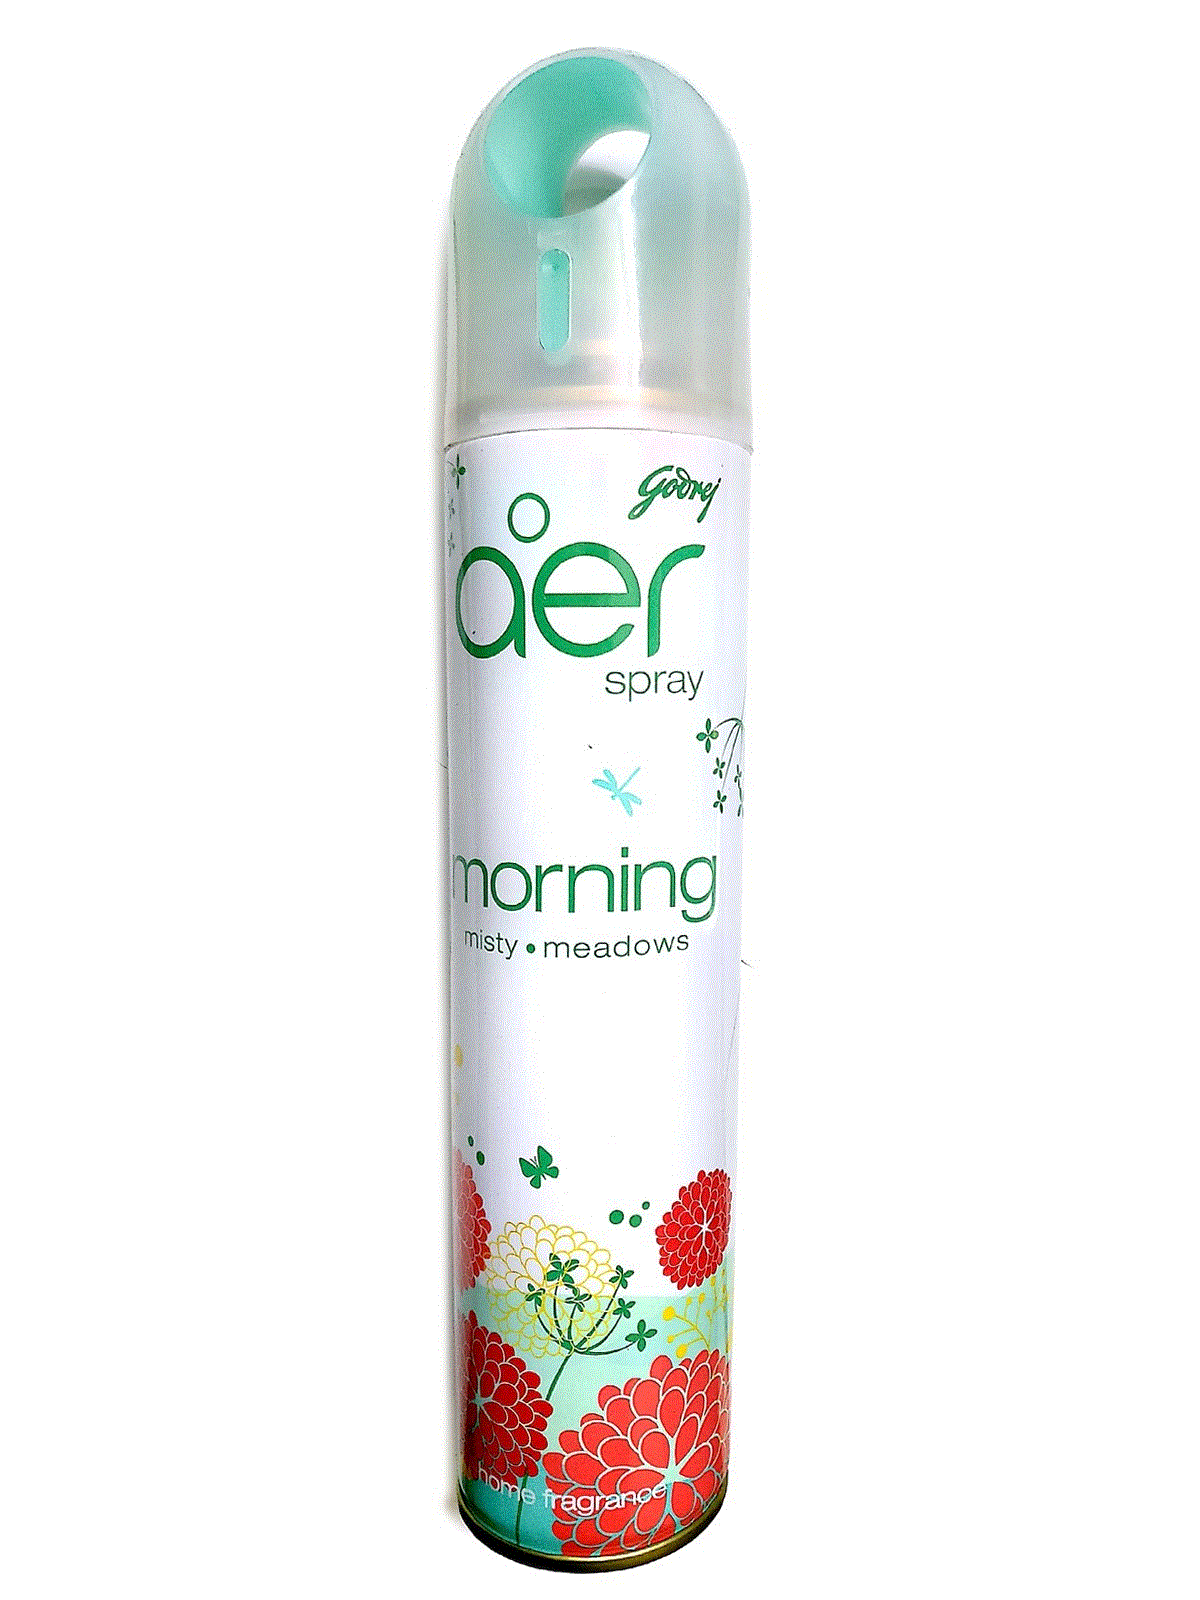 Godrej
aer
spray
morning
misty • meadows
home fragrance